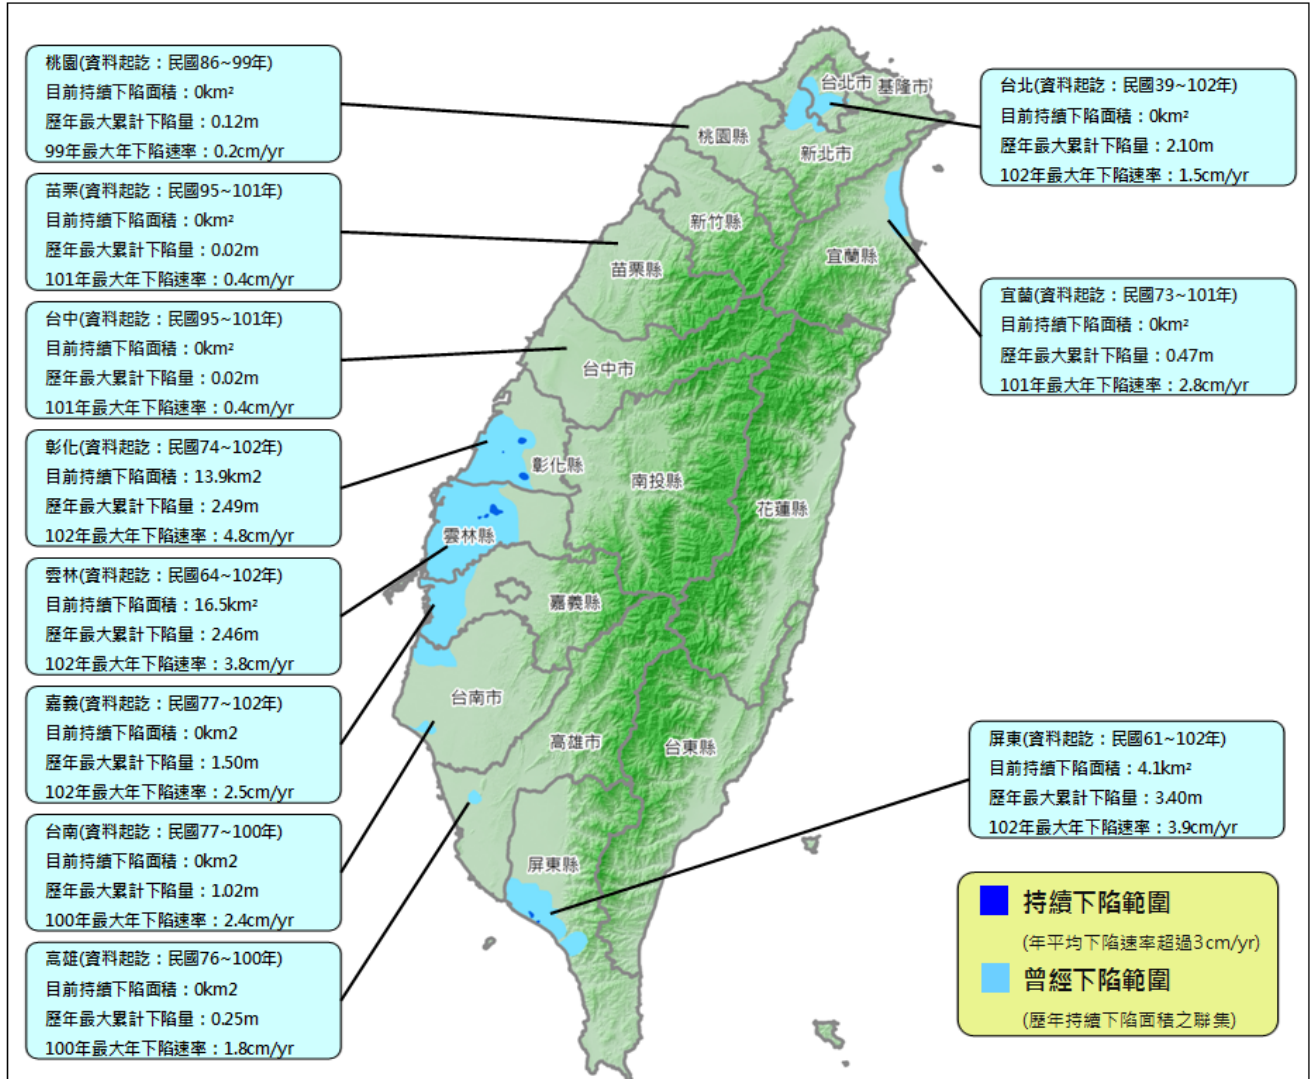 桃園(資料起訖：民國86~99年)
目前持續下陷面積：0km²
歷年最大累計下陷量：0.12m
99年最大年下陷速率：0.2cm/yr
苗栗(資料起訖：民國95~101年)
目前持續下陷面積：0km²
歷年最大累計下陷量：0.02m
101年最大年下陷速率：0.4cm/yr
台中(資料起訖：民國95~101年)
目前持續下陷面積：0km²
歷年最大累計下陷量：0.02m
101年最大年下陷速率：0.4cm/yr
彰化(資料起訖：民國74~102年)
目前持續下陷面積：13.9km2
歷年最大累計下陷量：2.49m
102年最大年下陷速率：4.8cm/yr
雲林(資料起訖：民國64~102年)
目前持續下陷面積：16.5km²
歷年最大累計下陷量：2.46m
102年最大年下陷速率：3.8cm/yr
嘉義(資料起訖：民國77~102年)
目前持續下陷面積：0km2
歷年最大累計下陷量：1.50m
102年最大年下陷速率：2.5cm/yr
台南(資料起訖：民國77~100年)
目前持續下陷面積：0km2
歷年最大累計下陷量：1.02m
100年最大年下陷速率：2.4cm/yr
高雄(資料起訖：民國76~100年)
目前持續下陷面積：0km2
歷年最大累計下陷量：0.25m
100年最大年下陷速率：1.8cm/yr
台北市
基隆市
桃園縣
新北市
新竹縣
宜蘭縣
苗栗縣
台中市
彰化縣
南投縣
花蓮縣
雲林縣
嘉義縣
台南市
高雄市
台東縣
屏東縣
台北(資料起訖：民國39~102年)
目前持續下陷面積：0km²
歷年最大累計下陷量：2.10m
102年最大年下陷速率：1.5cm/yr
宜蘭(資料起訖：民國73~101年)
目前持續下陷面積：0km²
歷年最大累計下陷量：0.47m
101年最大年下陷速率：2.8cm/yr
屏東(資料起訖：民國61~102年)
目前持續下陷面積：4.1km²
歷年最大累計下陷量：3.40m
102年最大年下陷速率：3.9cm/yr
持續下陷範圍
(年平均下陷速率超過3cm/yr)
曾經下陷範圍
(歷年持續下陷面積之聯集)